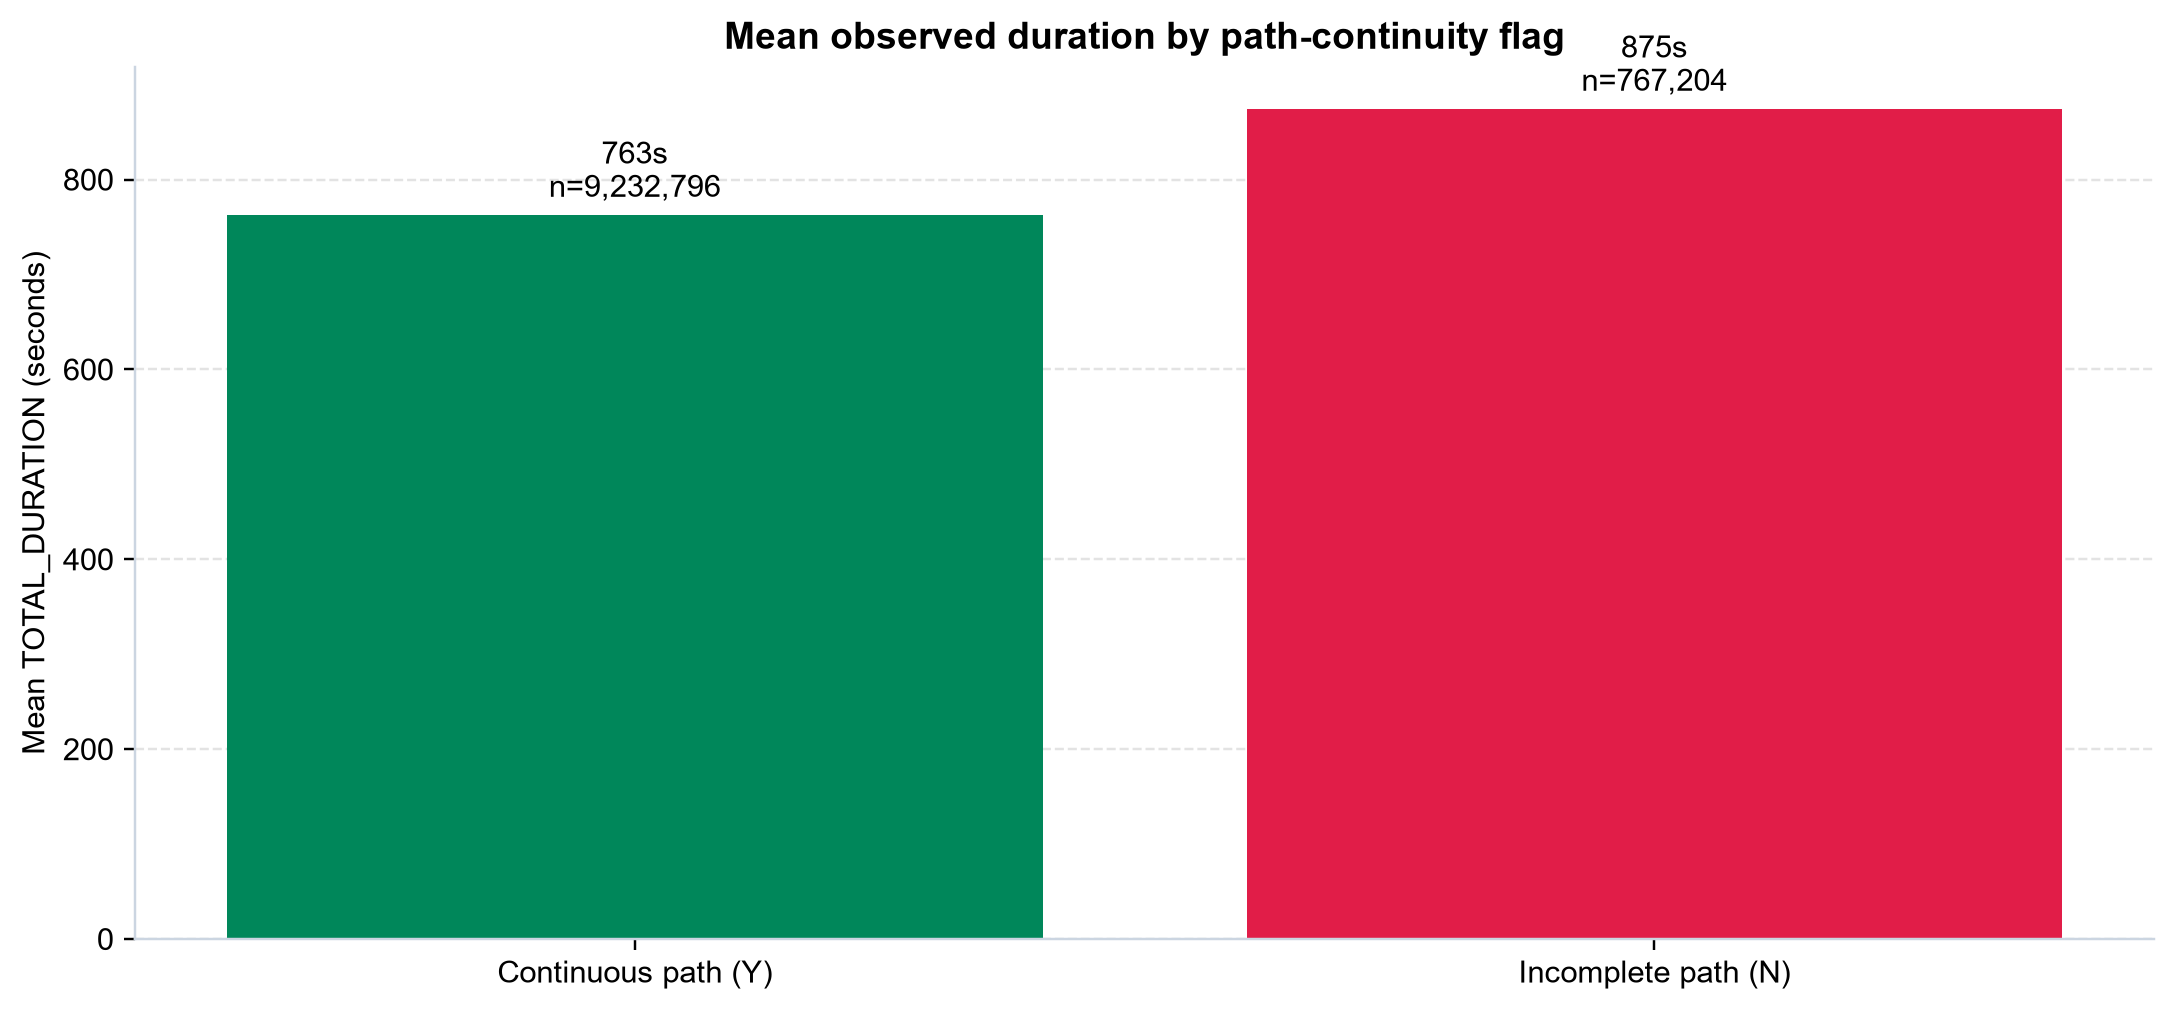 Mean observed duration by path-continuity flag
875s
n=767,204
763s
n=9,232,796
Mean TOTAL_DURATION (seconds)
800
600
400
200
0
Continuous path (Y)
Incomplete path (N)